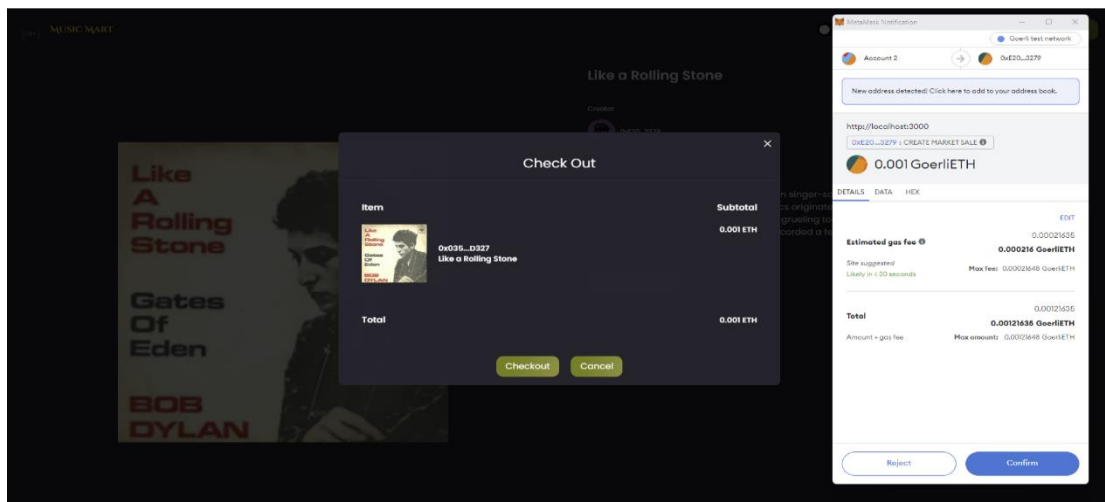 MUSIC MART
Like a Rolling Stone
Creator
Like
A
Rolling
Stone
Gates
Of
Eden
BOB
DYLAN
Check Out
Item
Subtotal
0.001 ETH
0x035...D327
Like a Rolling Stone
Total
0.001 ETH
Checkout
Cancel
MetaMask Notification
Goerli test network
Account 2
0xE20...3279
New address detected! Click here to add to your address book.
http://localhost:3000
0xE20...3279 : CREATE MARKET SALE
0.001 GoerliETH
DETAILS DATA HEX
EDIT
0.00021635
Estimated gas fee
0.000216 GoerliETH
Site suggested
Likely in < 30 seconds
Max fee: 0.00021648 GoerliETH
0.00121635
Total
0.00121635 GoerliETH
Amount + gas fee
Max amount: 0.00121648 GoerliETH
Reject
Confirm